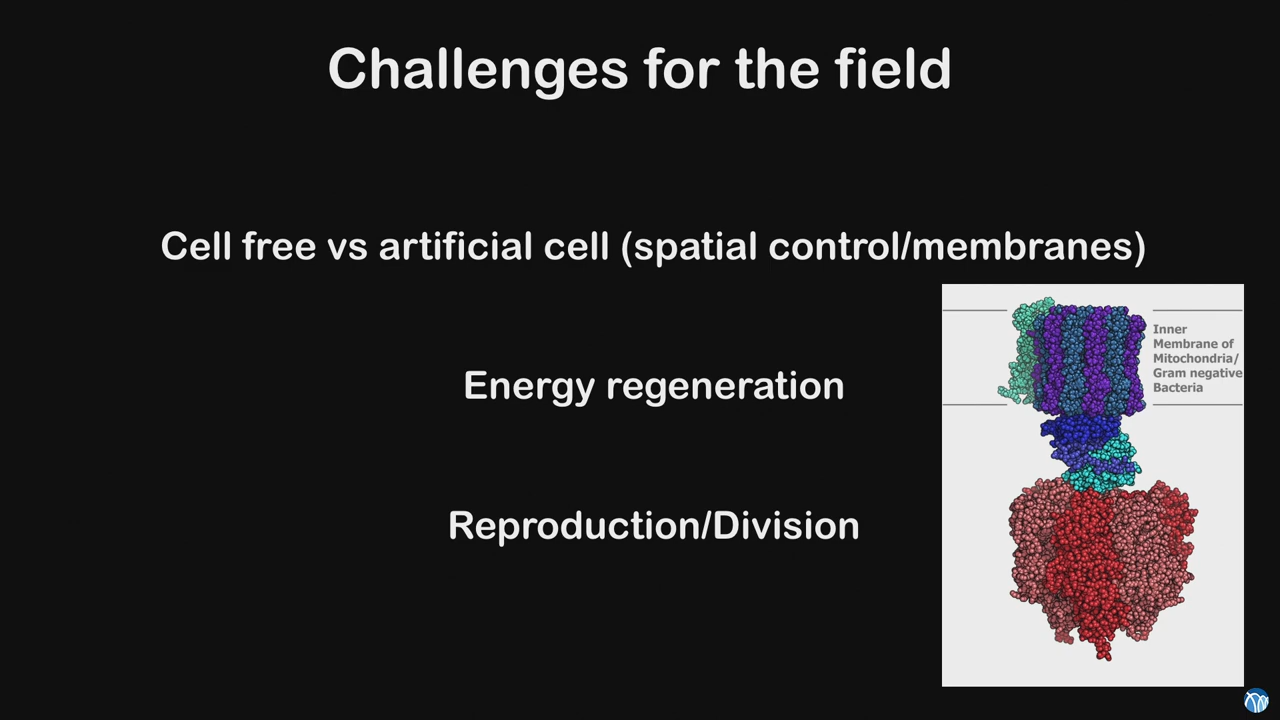 Challenges for the field
Cell free vs artificial cell (spatial control/membranes)
Energy regeneration
Reproduction/Division
Inner
Membrane of
Mitochondria/
Gram negative
Bacteria